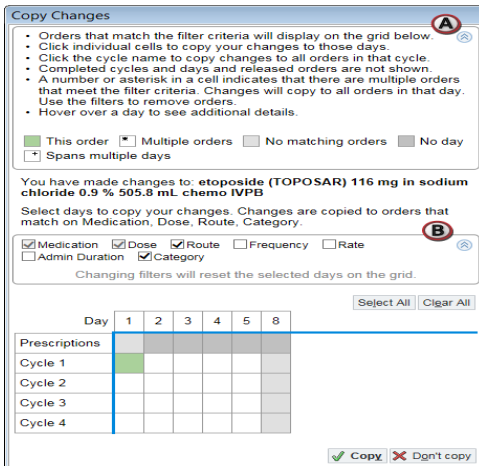 Copy Changes
A
• Orders that match the filter criteria will display on the grid below.
• Click individual cells to copy your changes to those days.
• Click the cycle name to copy changes to all orders in that cycle.
• Completed cycles and days and released orders are not shown.
• A number or asterisk in a cell indicates that there are multiple orders
that meet the filter criteria. Changes will copy to all orders in that day.
Use the filters to remove orders.
• Hover over a day to see additional details.
This order * Multiple orders No matching orders No day
+ Spans multiple days
You have made changes to: etoposide (TOPOSAR) 116 mg in sodium
chloride 0.9 % 505.8 mL chemo IVPB
Select days to copy your changes. Changes are copied to orders that
match on Medication, Dose, Route, Category.
B
Medication Dose Route Frequency Rate
Admin Duration Category
Changing filters will reset the selected days on the grid.
Select All Clear All
Day 1 2 3 4 5 8
Prescriptions
Cycle 1
Cycle 2
Cycle 3
Cycle 4
Copy Don't copy